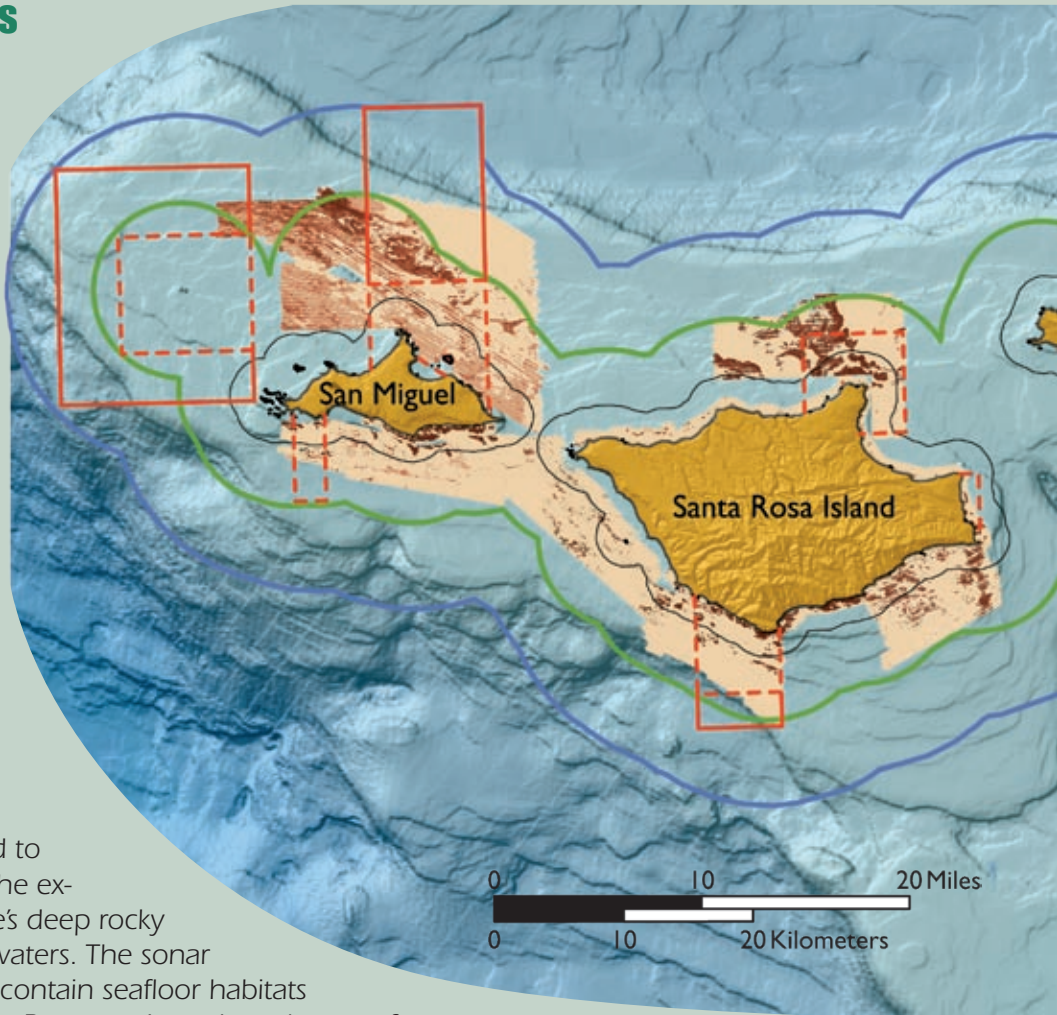 s
San Miguel
Santa Rosa Island
0 10 20 Miles
0 10 20 Kilometers
d to
he ex-
e's deep rocky
waters. The sonar
contain seafloor habitats